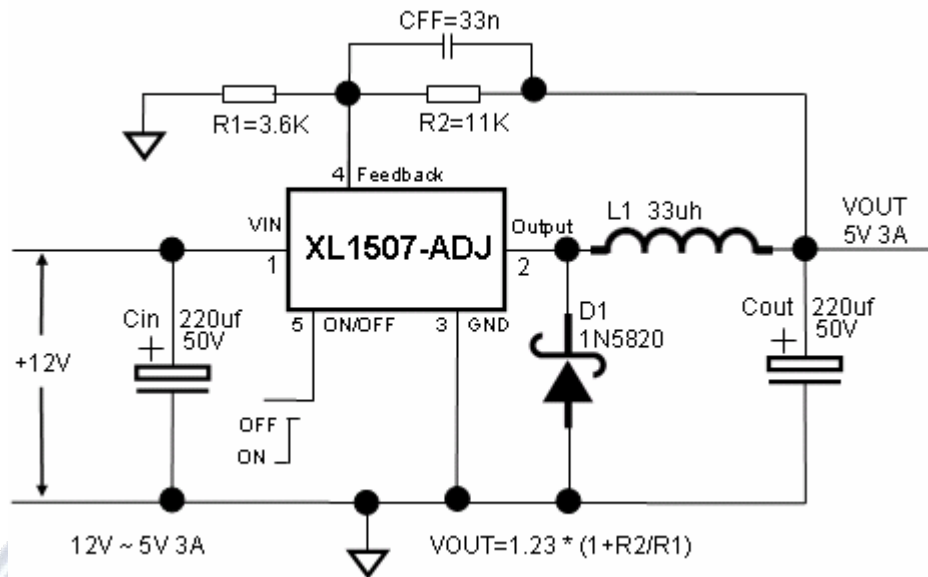 CFF=33n
R1=3.6K
R2=11K
4 Feedback
VIN
XL1507-ADJ
Output
L1 33uh
VOUT
5V 3A
1
2
5 ON/OFF
3 GND
D1
1N5820
Cin
220uf
50V
+
Cout
220uf
50V
+
+12V
OFF
ON
12V ~ 5V 3A
VOUT=1.23 * (1+R2/R1)